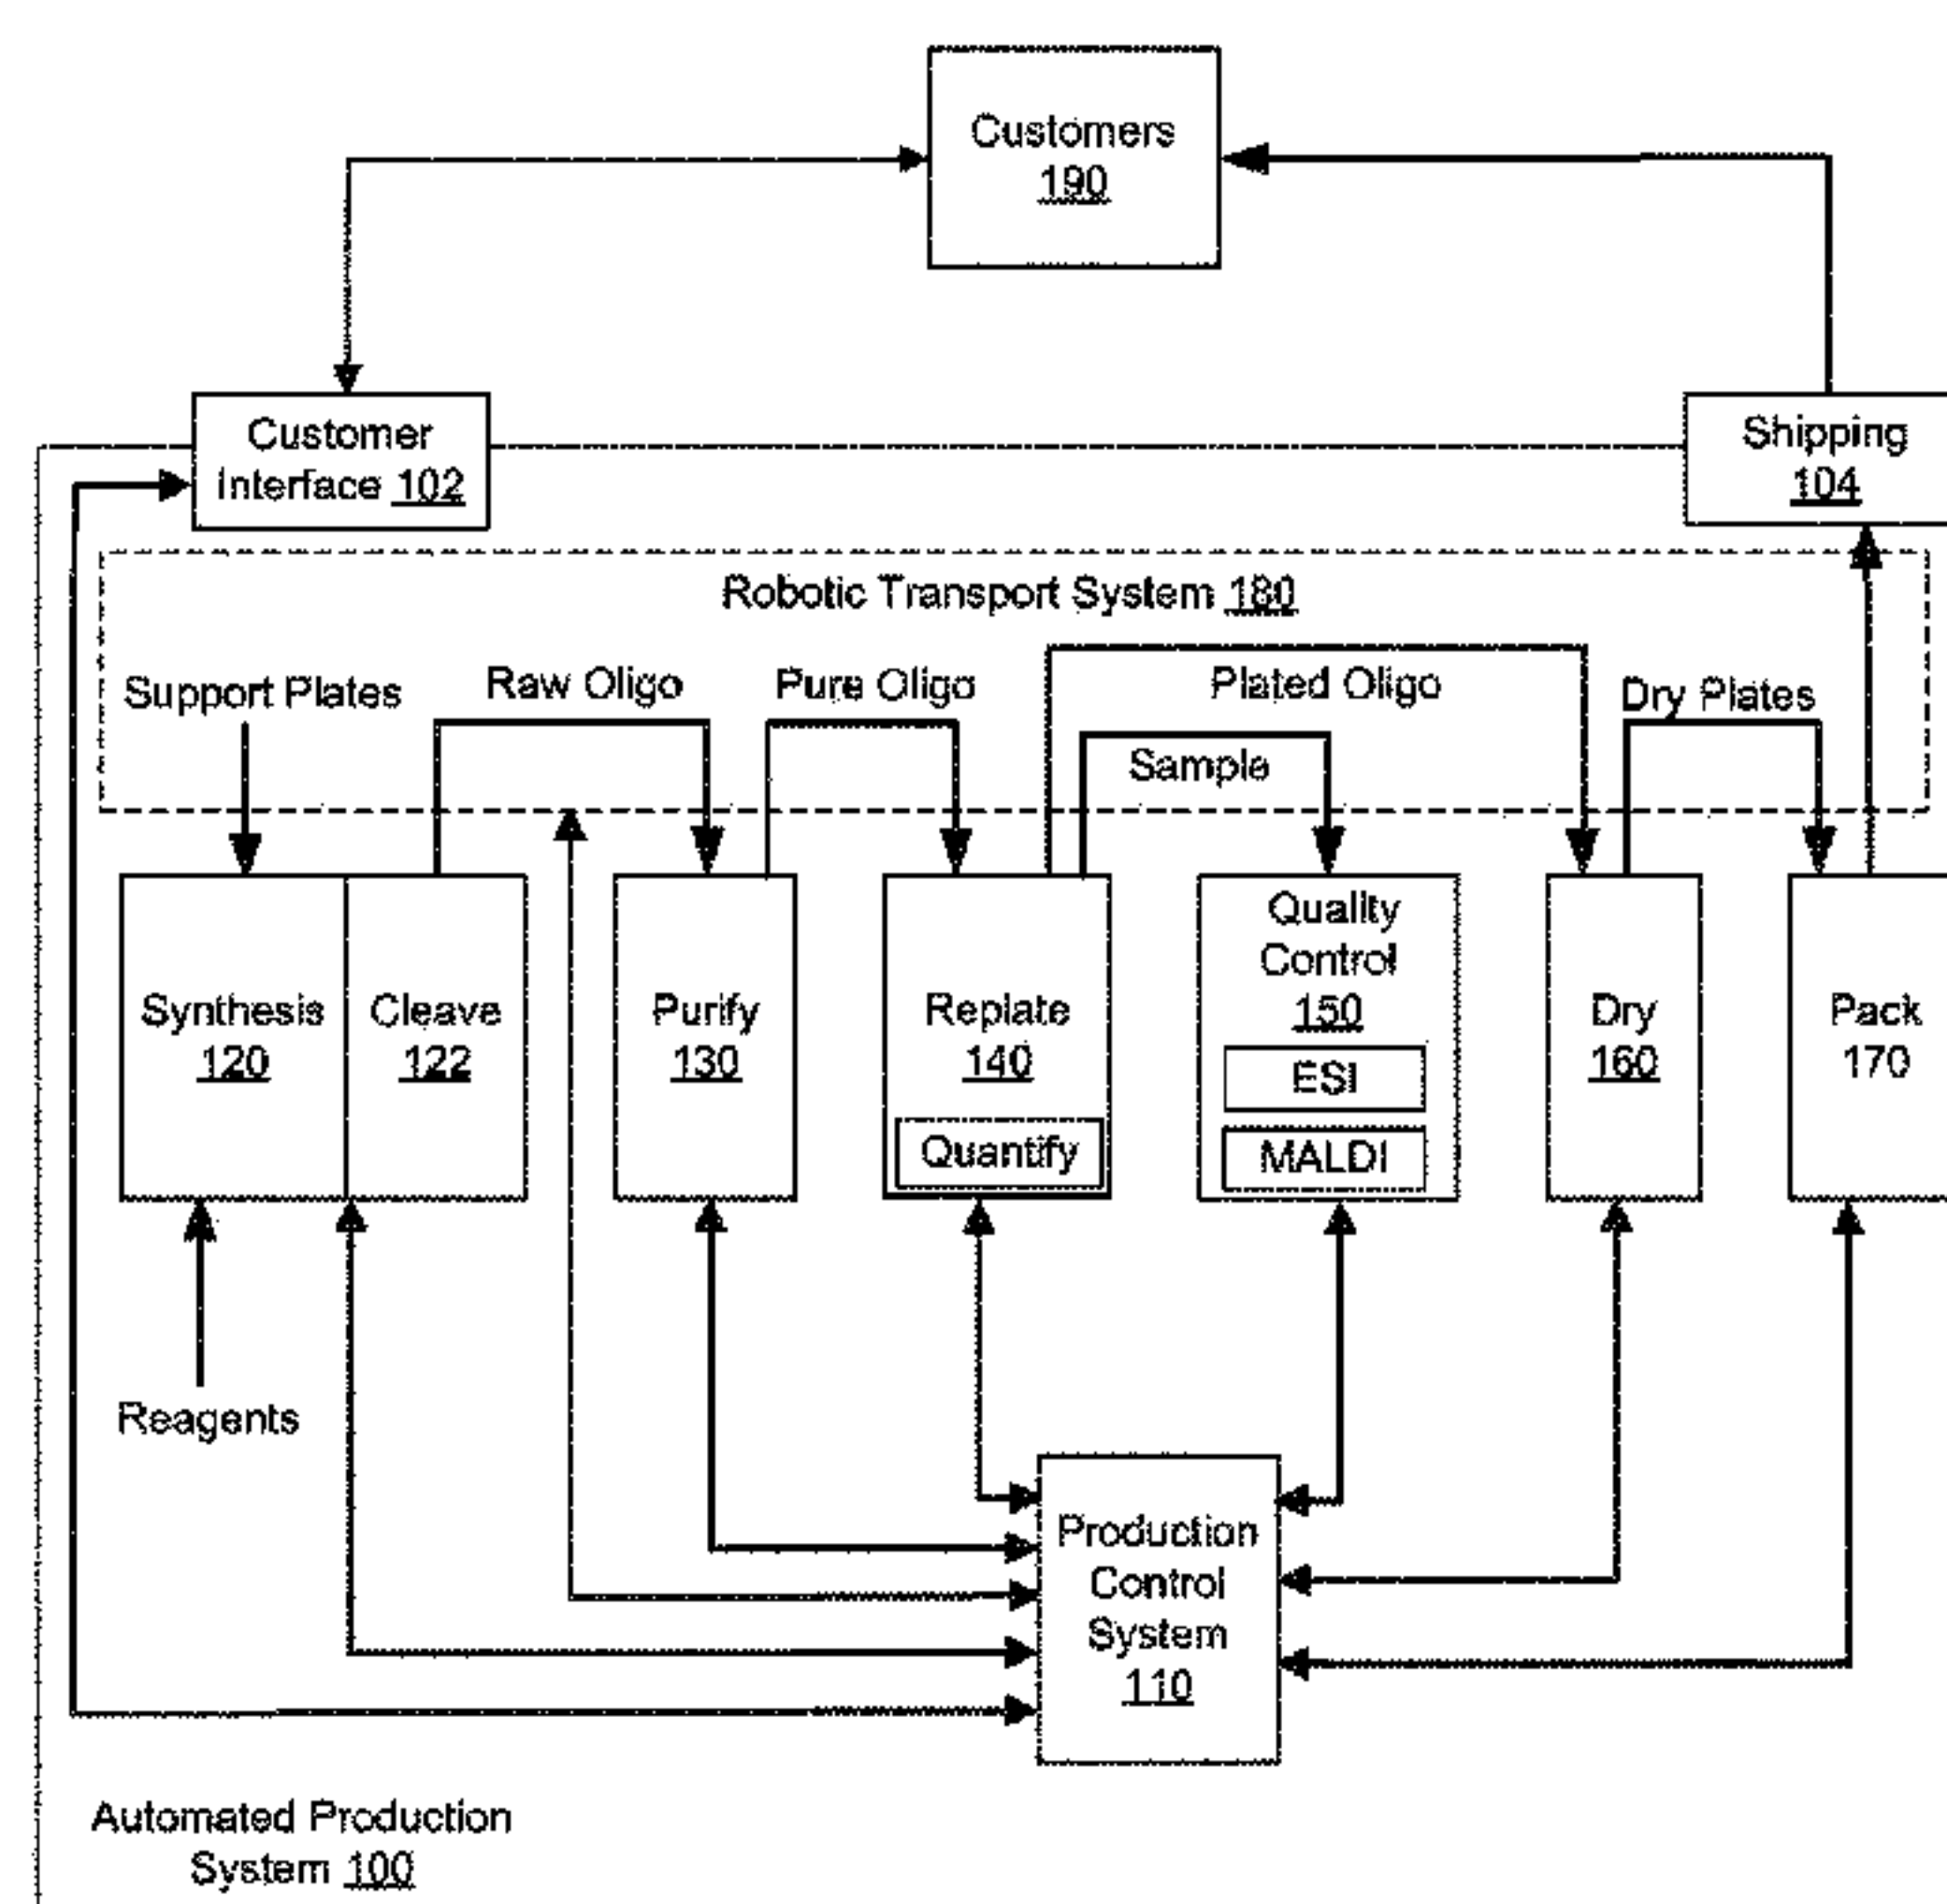 Customers
190
Customer
Interface 102
Shipping
104
Robotic Transport System 180
Support Plates
Raw Oligo
Pure Oligo
Plated Oligo
Dry Plates
Sample
Synthesis
120
Cleave
122
Purify
130
Replate
140
Quantify
Quality
Control
150
ESI
MALDI
Dry
160
Pack
170
Reagents
Production
Control
System
110
Automated Production
System 100